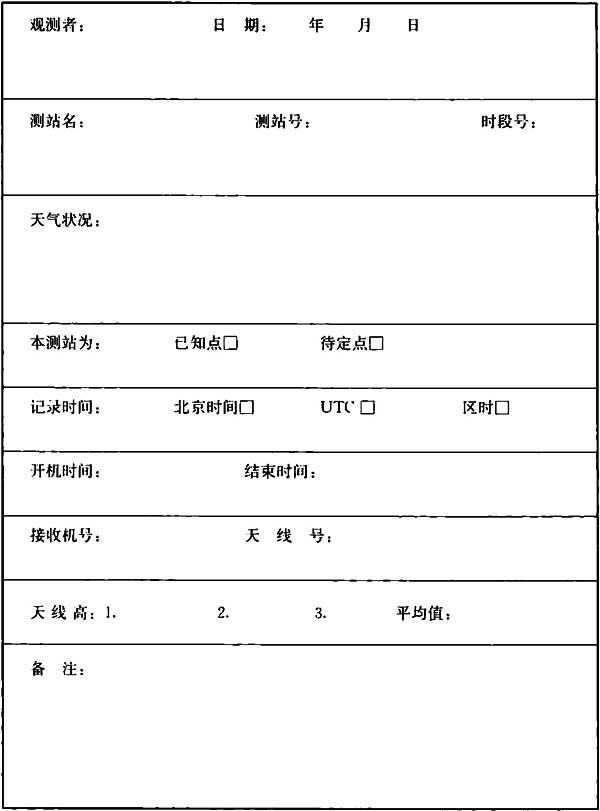 观测者： 日 期： 年 月 日
测站名： 测站号： 时段号：
天气状况：
本测站为： 已知点□ 待定点□
记录时间： 北京时间□ UTC □ 区时□
开机时间： 结束时间：
接收机号： 天 线 号：
天 线 高：1. 2. 3. 平均值：
备 注：